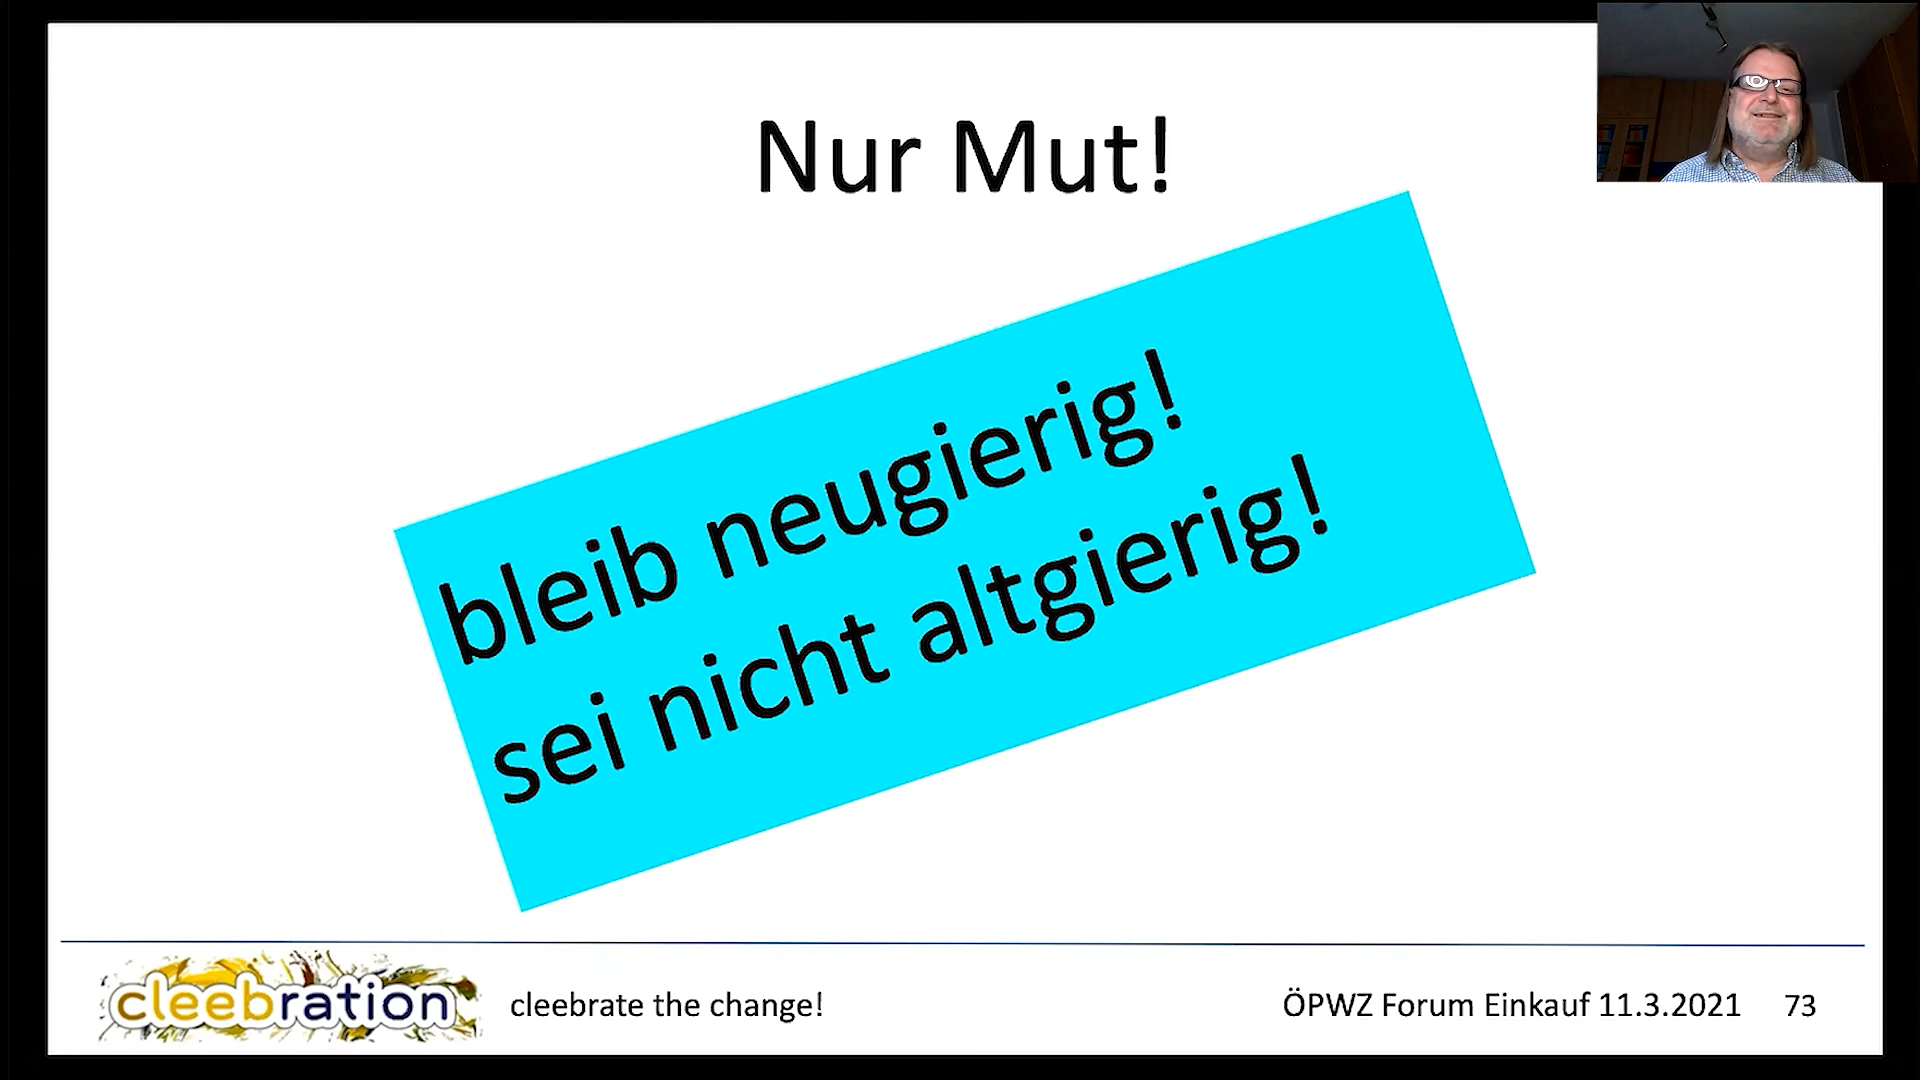 Nur Mut!
bleib neugierig!
sei nicht altgierig!
cleebration
cleebrate the change!
ÖPWZ Forum Einkauf 11.3.2021
73